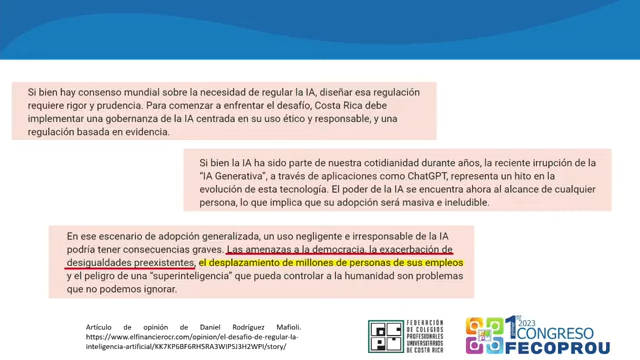 Si bien hay consenso mundial sobre la necesidad de regular la IA, diseñar esa regulación
requiere rigor y prudencia. Para comenzar a enfrentar el desafío, Costa Rica debe
implementar una gobernanza de la IA centrada en su uso ético y responsable, y una
regulación basada en evidencia.
Si bien la IA ha sido parte de nuestra cotidianidad durante años, la reciente irrupción de la
“IA Generativa”, a través de aplicaciones como ChatGPT, representa un hito en la
evolución de esta tecnología. El poder de la IA se encuentra ahora al alcance de cualquier
persona, lo que implica que su adopción será masiva e ineludible.
En ese escenario de adopción generalizada, un uso negligente e irresponsable de la IA
podría tener consecuencias graves. Las amenazas a la democracia, la exacerbación de
desigualdades preexistentes, el desplazamiento de millones de personas de sus empleos
y el peligro de una “superinteligencia” que pueda controlar a la humanidad son problemas
que no podemos ignorar.
Artículo de opinión de Daniel Rodríguez Mafioli.
https://www.elfinancierocr.com/opinion/el-desafio-de-regular-la-
inteligencia-artificial/KK7KP6BF6RH5RA3WIPSJ3H2WPI/story/
FEDERACIÓN
DE COLEGIOS
PROFESIONALES
UNIVERSITARIOS
DE COSTA RICA
1er 2023
CONGRESO
FECOPROU